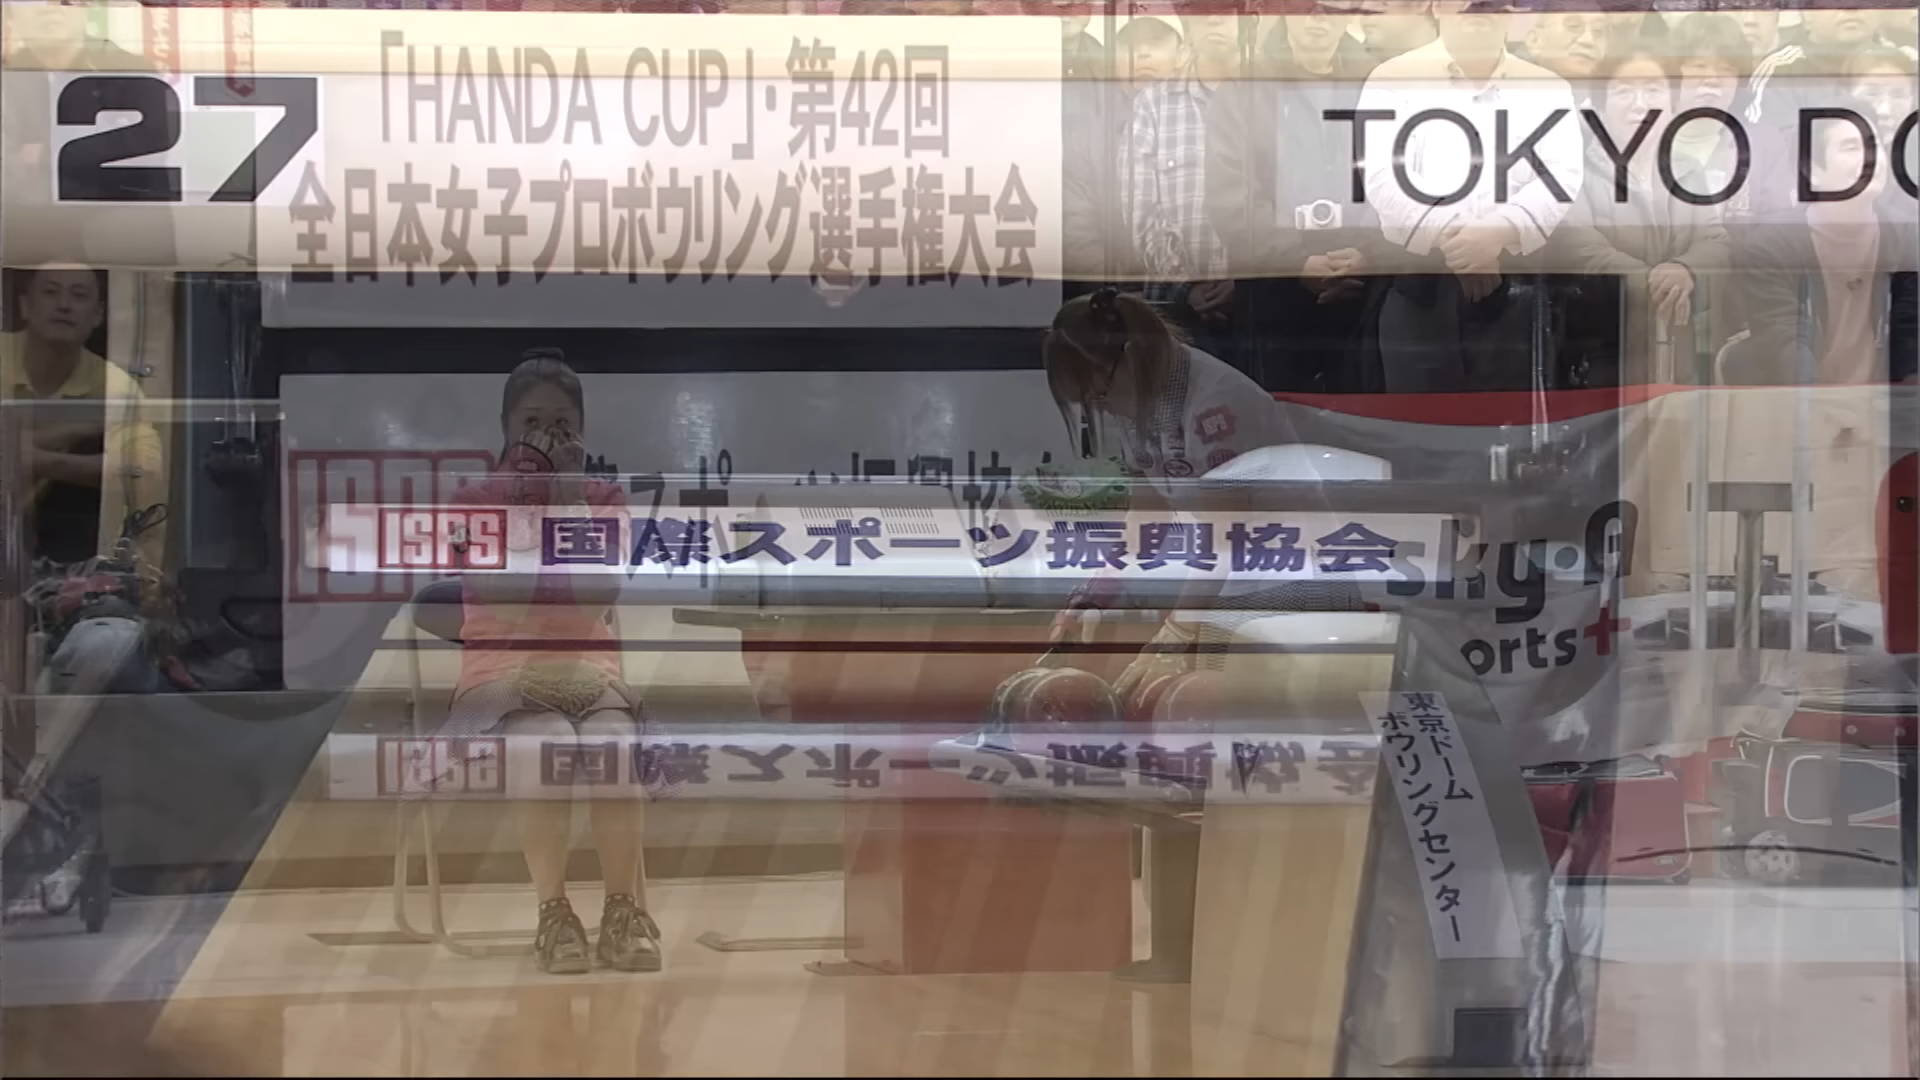 27
「HANDA CUP」・第42回
全日本女子プロボウリング選手権大会
TOKYO DO
ISPS 国際スポーツ振興協会
sky・A
orts+
東京ドーム
ボウリングセンター